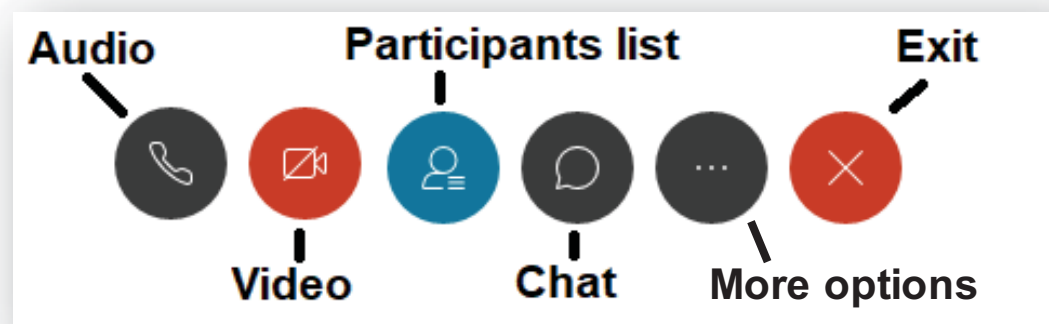 Audio
Participants list
Exit
Video
Chat
More options